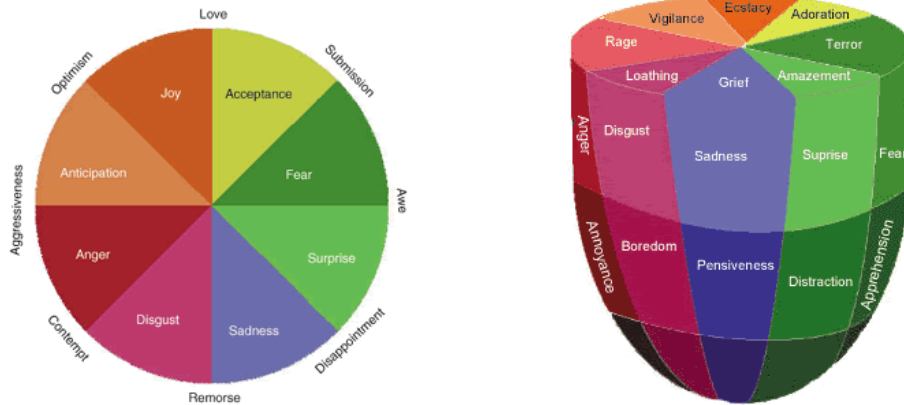 Love
Optimism
Submission
Joy
Acceptance
Anticipation
Fear
Aggressiveness
Awe
Anger
Surprise
Disgust
Sadness
Contempt
Disappointment
Remorse
Ecstacy
Vigilance
Adoration
Rage
Terror
Loathing
Grief
Amazement
Anger
Disgust
Sadness
Suprise
Fear
Annoyance
Boredom
Pensiveness
Distraction
Apprehension